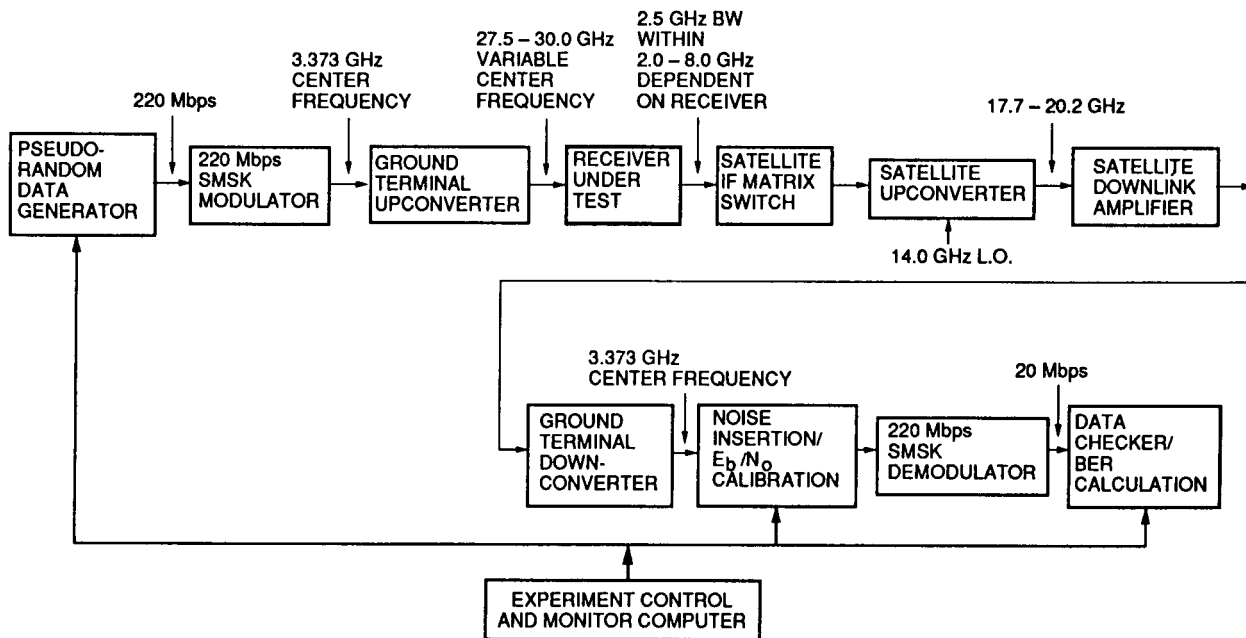 2.5 GHz BW
WITHIN
2.0 – 8.0 GHz
DEPENDENT
ON RECEIVER
27.5 – 30.0 GHz
VARIABLE
CENTER
FREQUENCY
3.373 GHz
CENTER
FREQUENCY
220 Mbps
17.7 – 20.2 GHz
PSEUDO-
RANDOM
DATA
GENERATOR
220 Mbps
SMSK
MODULATOR
GROUND
TERMINAL
UPCONVERTER
RECEIVER
UNDER
TEST
SATELLITE
IF MATRIX
SWITCH
SATELLITE
UPCONVERTER
SATELLITE
DOWNLINK
AMPLIFIER
14.0 GHz L.O.
3.373 GHz
CENTER FREQUENCY
20 Mbps
GROUND
TERMINAL
DOWN-
CONVERTER
NOISE
INSERTION/
Eb/No
CALIBRATION
220 Mbps
SMSK
DEMODULATOR
DATA
CHECKER/
BER
CALCULATION
EXPERIMENT CONTROL
AND MONITOR COMPUTER